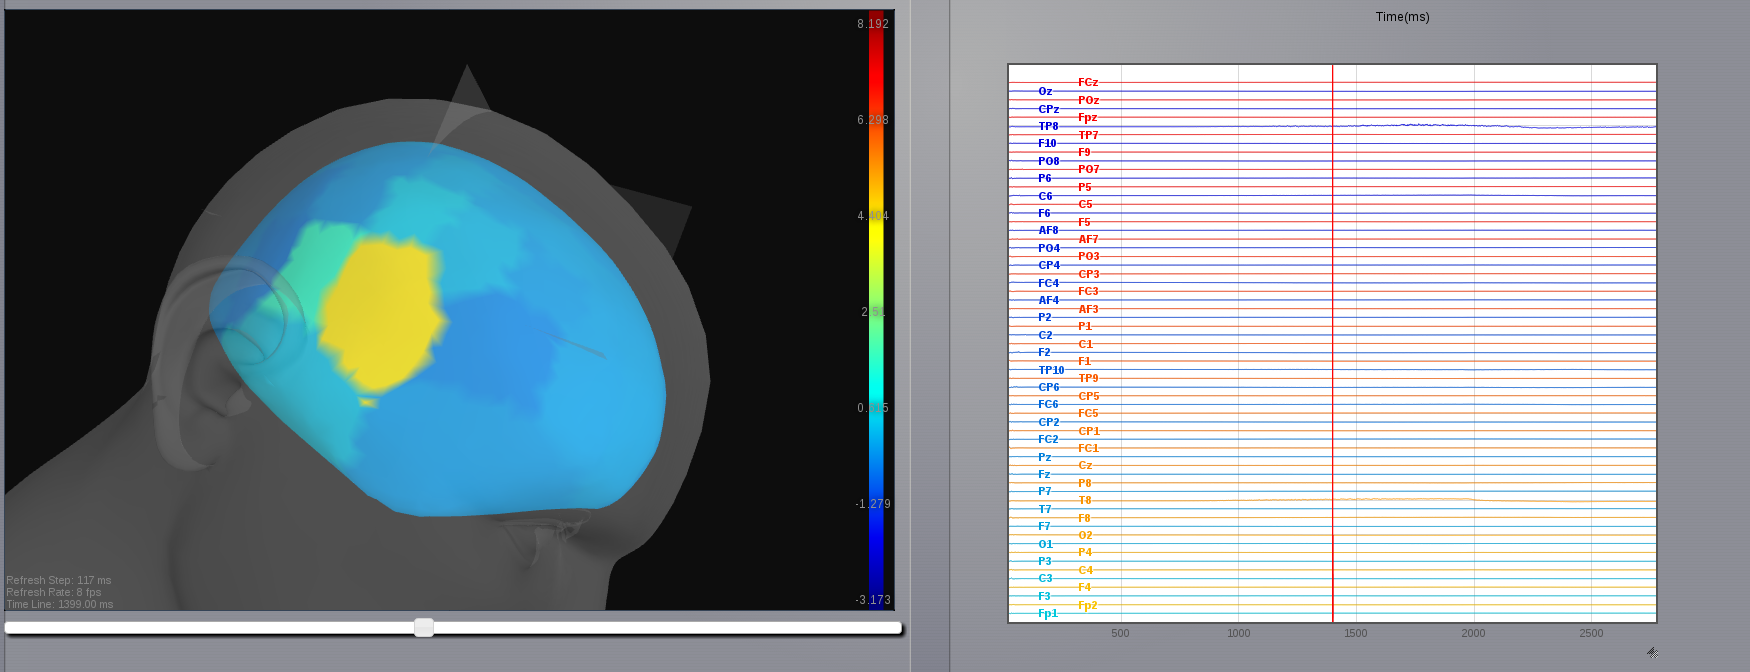 8.192
6.298
4.404
2.51
0.615
-1.279
-3.173
Refresh Step: 117 ms
Refresh Rate: 8 fps
Time Line: 1399.00 ms
Time(ms)
FCz
Oz
POz
CPz
Fpz
TP8
TP7
F10
F9
PO8
PO7
P6
P5
C6
C5
F6
F5
AF8
AF7
PO4
PO3
CP4
CP3
FC4
FC3
AF4
AF3
P2
P1
C2
C1
F2
F1
TP10
TP9
CP6
CP5
FC6
FC5
CP2
CP1
FC2
FC1
Pz
Cz
Fz
P8
P7
T8
T7
F8
F7
O2
O1
P4
P3
C4
C3
F4
F3
Fp2
Fp1
500 1000 1500 2000 2500